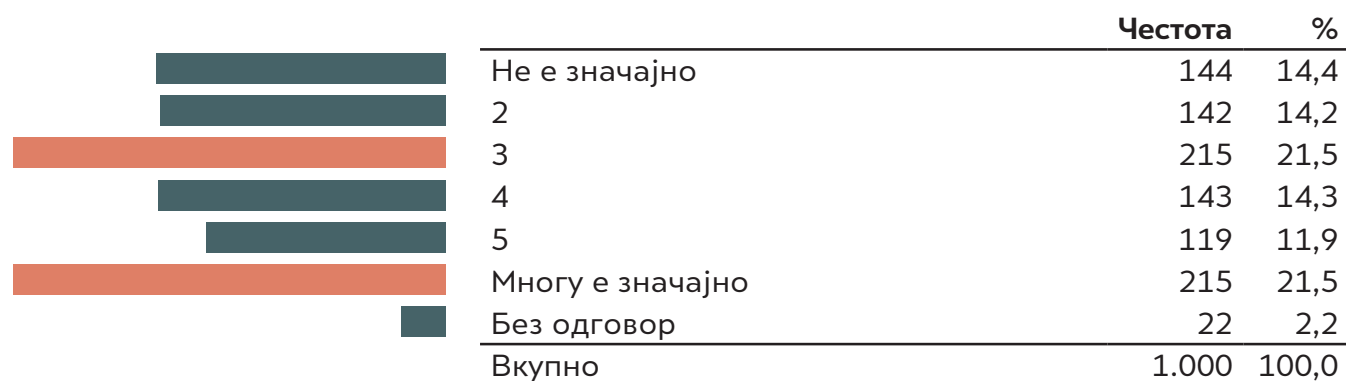 Честота %
Не е значајно 144 14,4
2 142 14,2
3 215 21,5
4 143 14,3
5 119 11,9
Многу е значајно 215 21,5
Без одговор 22 2,2
Вкупно 1.000 100,0